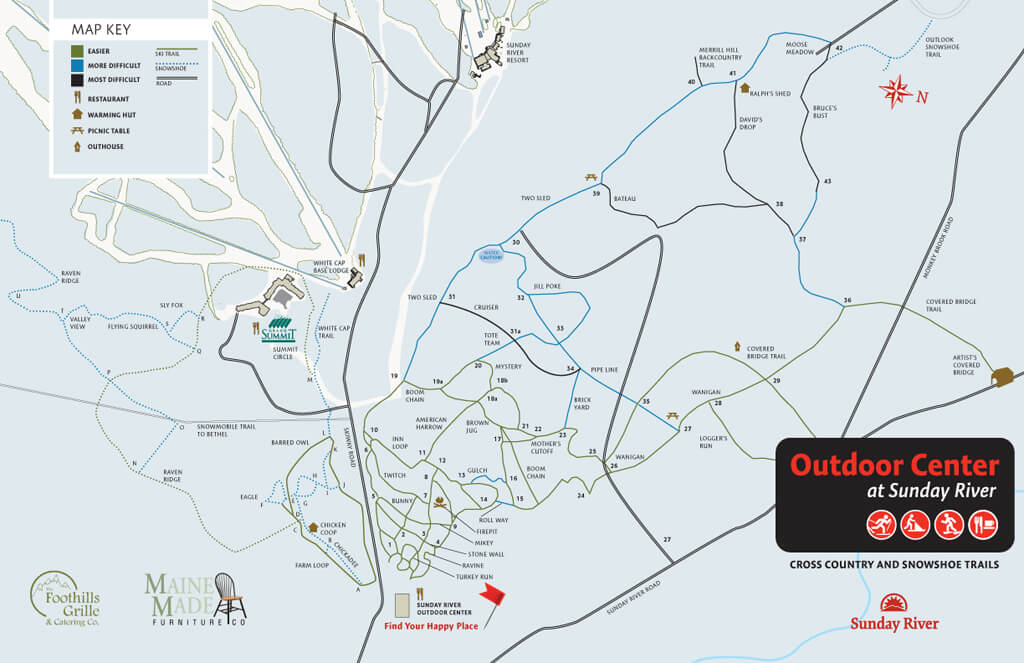 MAP KEY
EASIER
SKI TRAIL
MORE DIFFICULT
SNOWSHOE
MOST DIFFICULT
ROAD
RESTAURANT
WARMING HUT
PICNIC TABLE
OUTHOUSE
SUNDAY
RIVER
RESORT
MERRILL HILL
BACKCOUNTRY
TRAIL
MOOSE
MEADOW
42
OUTLOOK
SNOWSHOE
TRAIL
40
41
RALPH'S SHED
N
DAVID'S
DROP
BRUCE'S
BUST
43
TWO SLED
39
BATEAU
38
37
30
MONKEY BROOK ROAD
WHITE CAP
BASE LODGE
RAVEN
RIDGE
U
T
VALLEY
VIEW
FLYING SQUIRREL
S
R
SLY FOX
Q
GRAND
SUMMIT
SUMMIT
CIRCLE
WHITE CAP
TRAIL
M
TWO SLED
31
CRUISER
JILL POKE
32
33
31a
TOTE
TEAM
36
COVERED BRIDGE
TRAIL
COVERED
BRIDGE TRAIL
ARTIST'S
COVERED
BRIDGE
29
P
19
19a
20
MYSTERY
18b
18a
34
PIPE LINE
35
WANIGAN
28
BOOM
CHAIN
BRICK
YARD
27
LOGGER'S
RUN
O
SNOWMOBILE TRAIL
TO BETHEL
SKINNY ROAD
AMERICAN
HARROW
BROWN
JUG
21
22
23
17
MOTHER'S
CUTOFF
25
WANIGAN
26
BARRED OWL
L
K
10
INN
LOOP
6
11
12
N
RAVEN
RIDGE
H
J
I
TWITCH
8
13
GULCH
16
BOOM
CHAIN
24
EAGLE
F
E
G
D
C
5
BUNNY
7
14
15
ROLL WAY
9
FIREPIT
MIKEY
STONE WALL
RAVINE
TURKEY RUN
1
2
3
4
CHICKEN
COOP
B
CHICKADEE
FARM LOOP
A
27
SUNDAY RIVER ROAD
Outdoor Center
at Sunday River
CROSS COUNTRY AND SNOWSHOE TRAILS
The
Foothills
Grille
& Catering Co.
MAINE
MADE
FURNITURE CO
SUNDAY RIVER
OUTDOOR CENTER
Find Your Happy Place
Sunday River